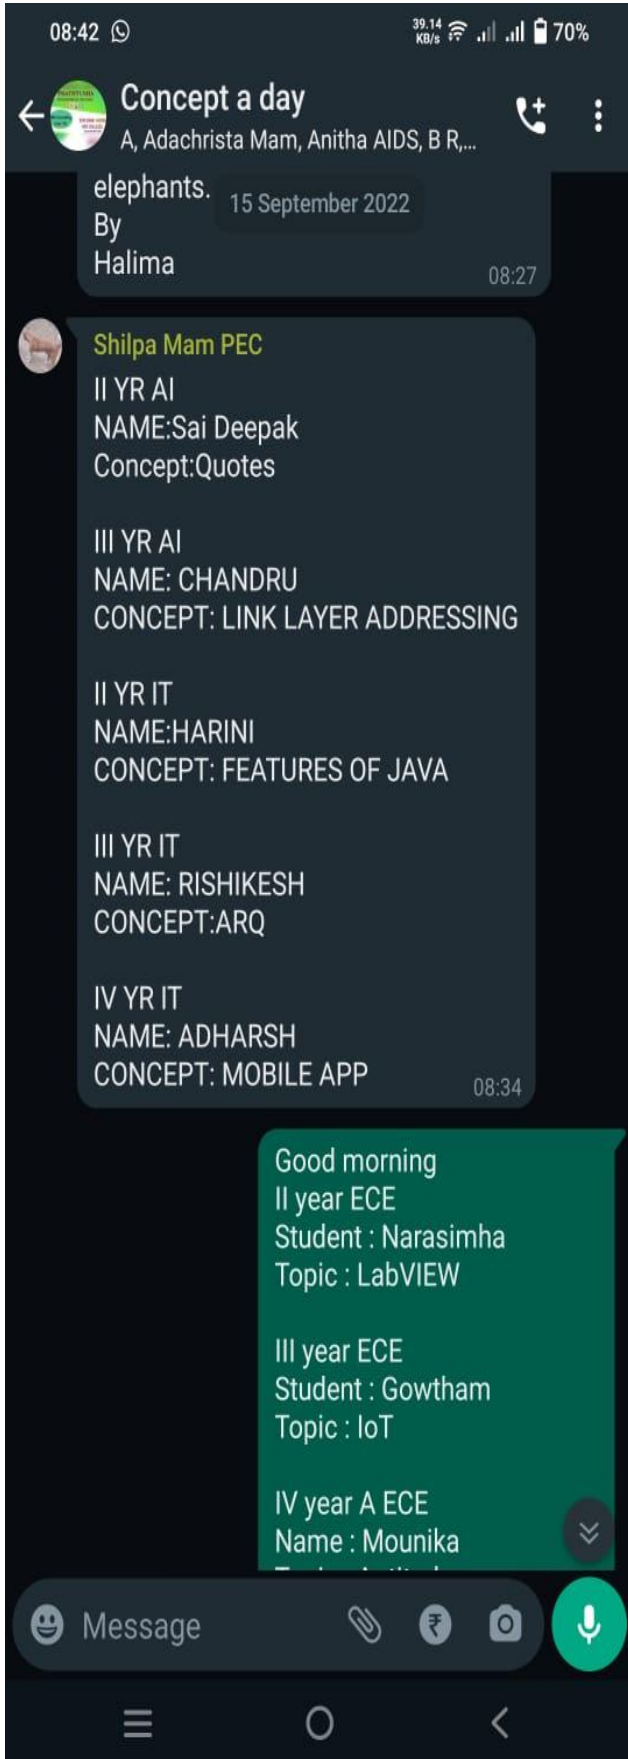 08:42
39.14 KB/s
70%
Concept a day
A, Adachrista Mam, Anitha AIDS, B R,...
elephants.
15 September 2022
By
Halima
08:27
Shilpa Mam PEC
II YR AI
NAME:Sai Deepak
Concept:Quotes
III YR AI
NAME: CHANDRU
CONCEPT: LINK LAYER ADDRESSING
II YR IT
NAME:HARINI
CONCEPT: FEATURES OF JAVA
III YR IT
NAME: RISHIKESH
CONCEPT:ARQ
IV YR IT
NAME: ADHARSH
CONCEPT: MOBILE APP
08:34
Good morning
II year ECE
Student : Narasimha
Topic : LabVIEW
III year ECE
Student : Gowtham
Topic : IoT
IV year A ECE
Name : Mounika
Message